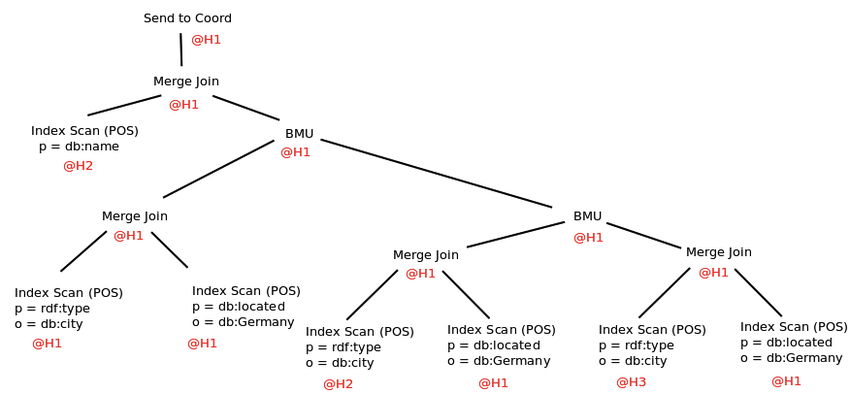 Send to Coord
@H1
Merge Join
@H1
Index Scan (POS)
p = db:name
@H2
BMU
@H1
Merge Join
@H1
BMU
@H1
Merge Join
@H1
Merge Join
@H1
Index Scan (POS)
p = rdf:type
o = db:city
@H1
Index Scan (POS)
p = db:located
o = db:Germany
@H1
Index Scan (POS)
p = rdf:type
o = db:city
@H2
Index Scan (POS)
p = db:located
o = db:Germany
@H1
Index Scan (POS)
p = rdf:type
o = db:city
@H3
Index Scan (POS)
p = db:located
o = db:Germany
@H1